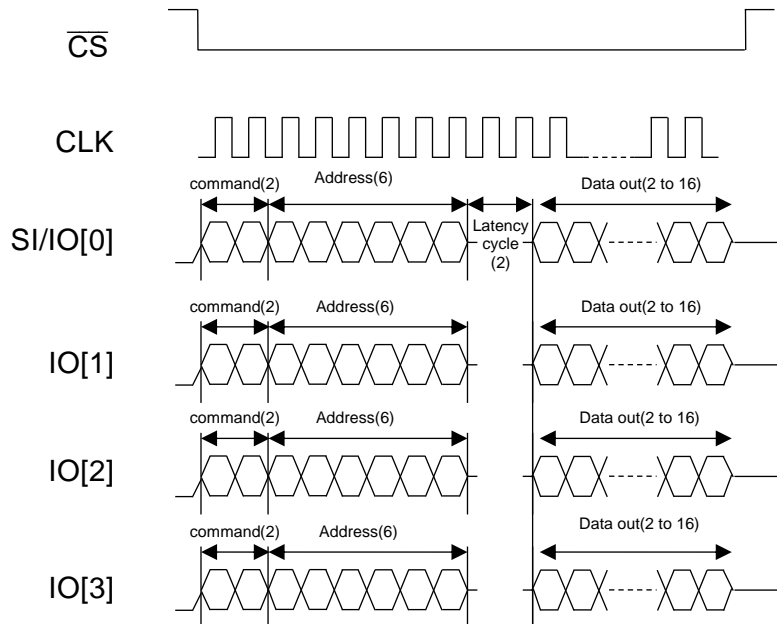 CS
CLK
command(2) Address(6) Data out(2 to 16)
SI/IO[0]
Latency
cycle
(2)
command(2) Address(6) Data out(2 to 16)
IO[1]
command(2) Address(6) Data out(2 to 16)
IO[2]
command(2) Address(6) Data out(2 to 16)
IO[3]